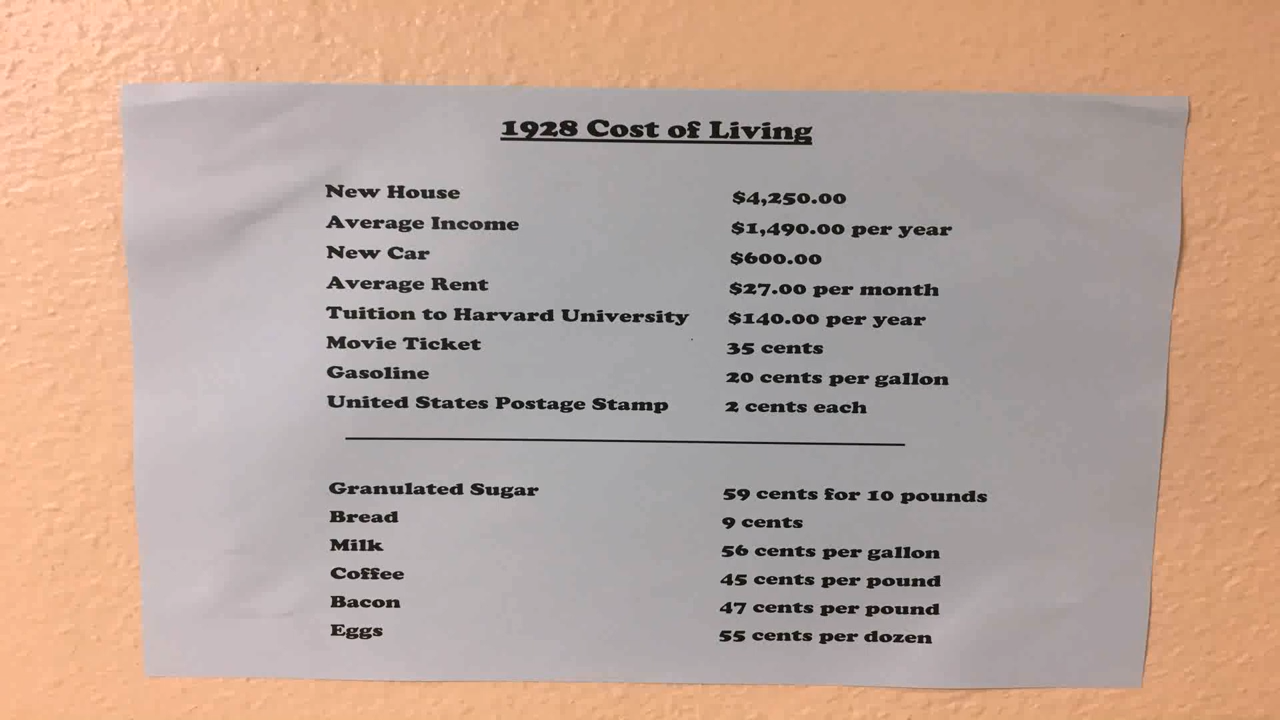 1928 Cost of Living
New House $4,250.00
Average Income $1,490.00 per year
New Car $600.00
Average Rent $27.00 per month
Tuition to Harvard University $140.00 per year
Movie Ticket 35 cents
Gasoline 20 cents per gallon
United States Postage Stamp 2 cents each
Granulated Sugar 59 cents for 10 pounds
Bread 9 cents
Milk 56 cents per gallon
Coffee 45 cents per pound
Bacon 47 cents per pound
Eggs 55 cents per dozen